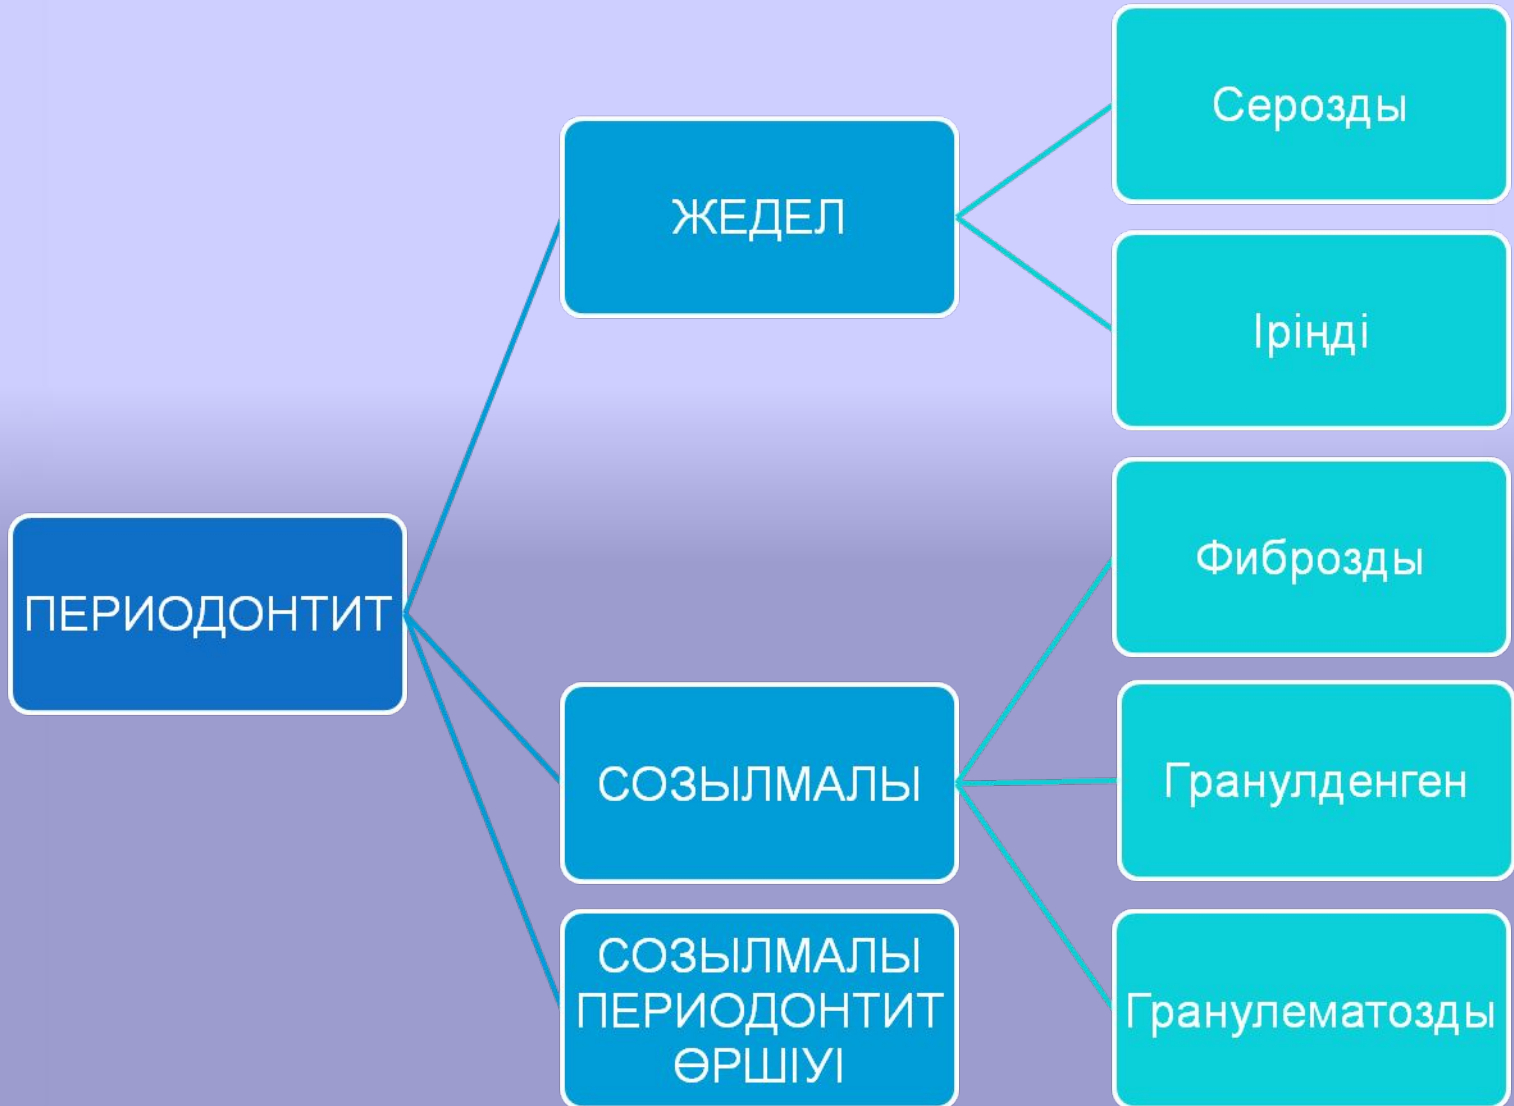 ПЕРИОДОНТИТ
ЖЕДЕЛ
Серозды
Іріңді
СОЗЫЛМАЛЫ
Фиброзды
Гранулденген
Гранулематозды
СОЗЫЛМАЛЫ
ПЕРИОДОНТИТ
ӨРШІУІ